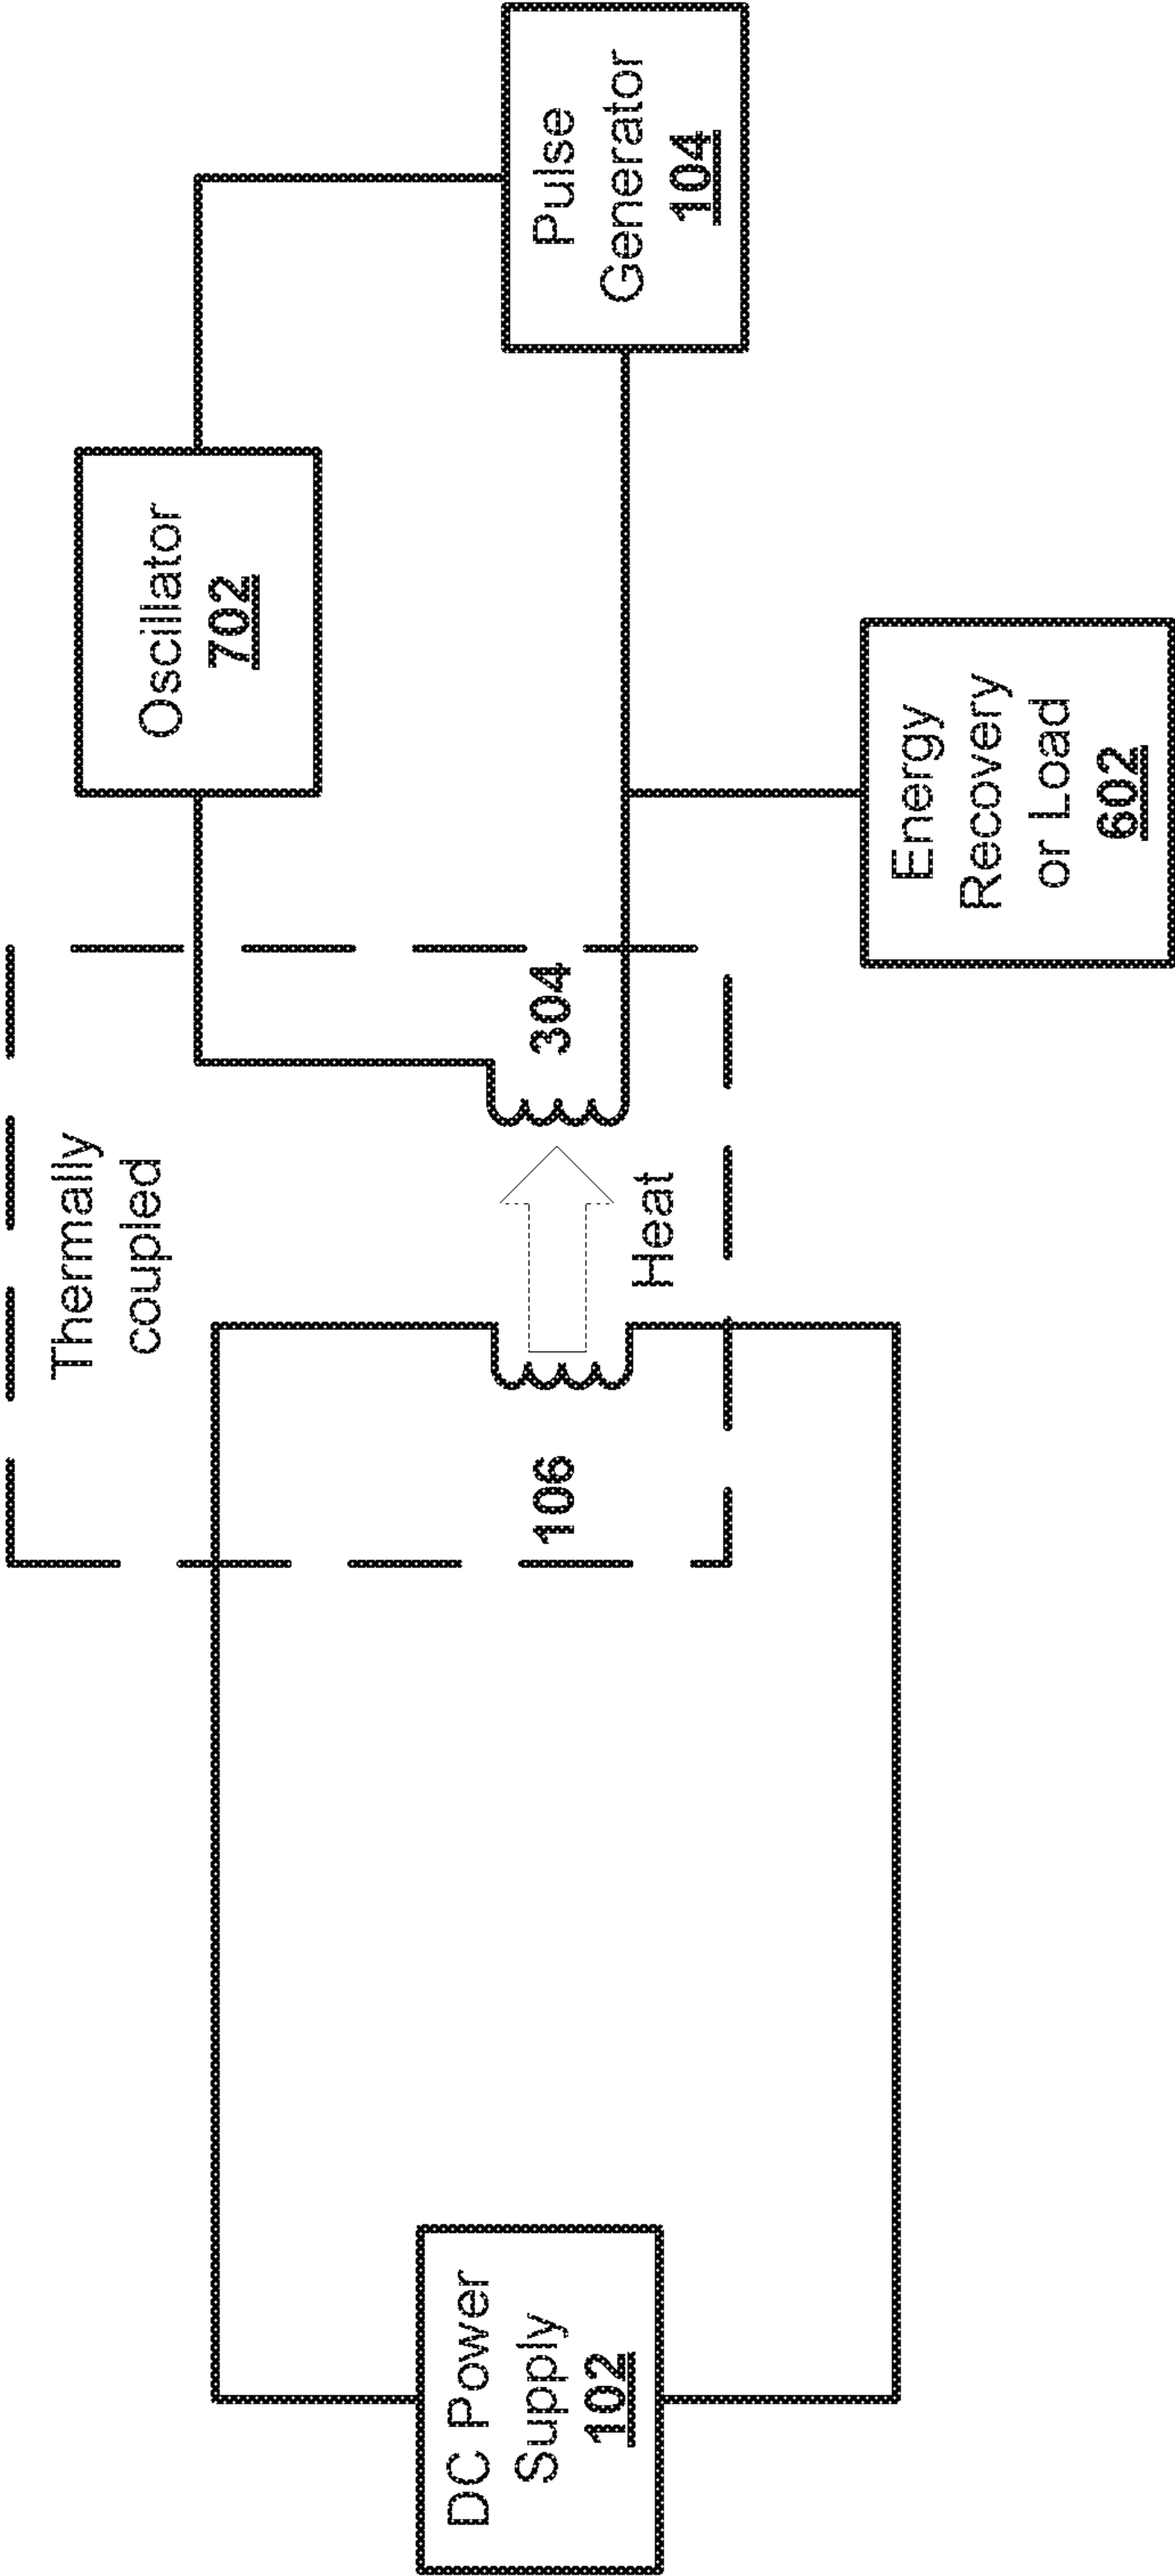 Thermally
coupled
Oscillator
702
DC Power
Supply
102
106
Heat
304
Pulse
Generator
104
Energy
Recovery
or Load
602